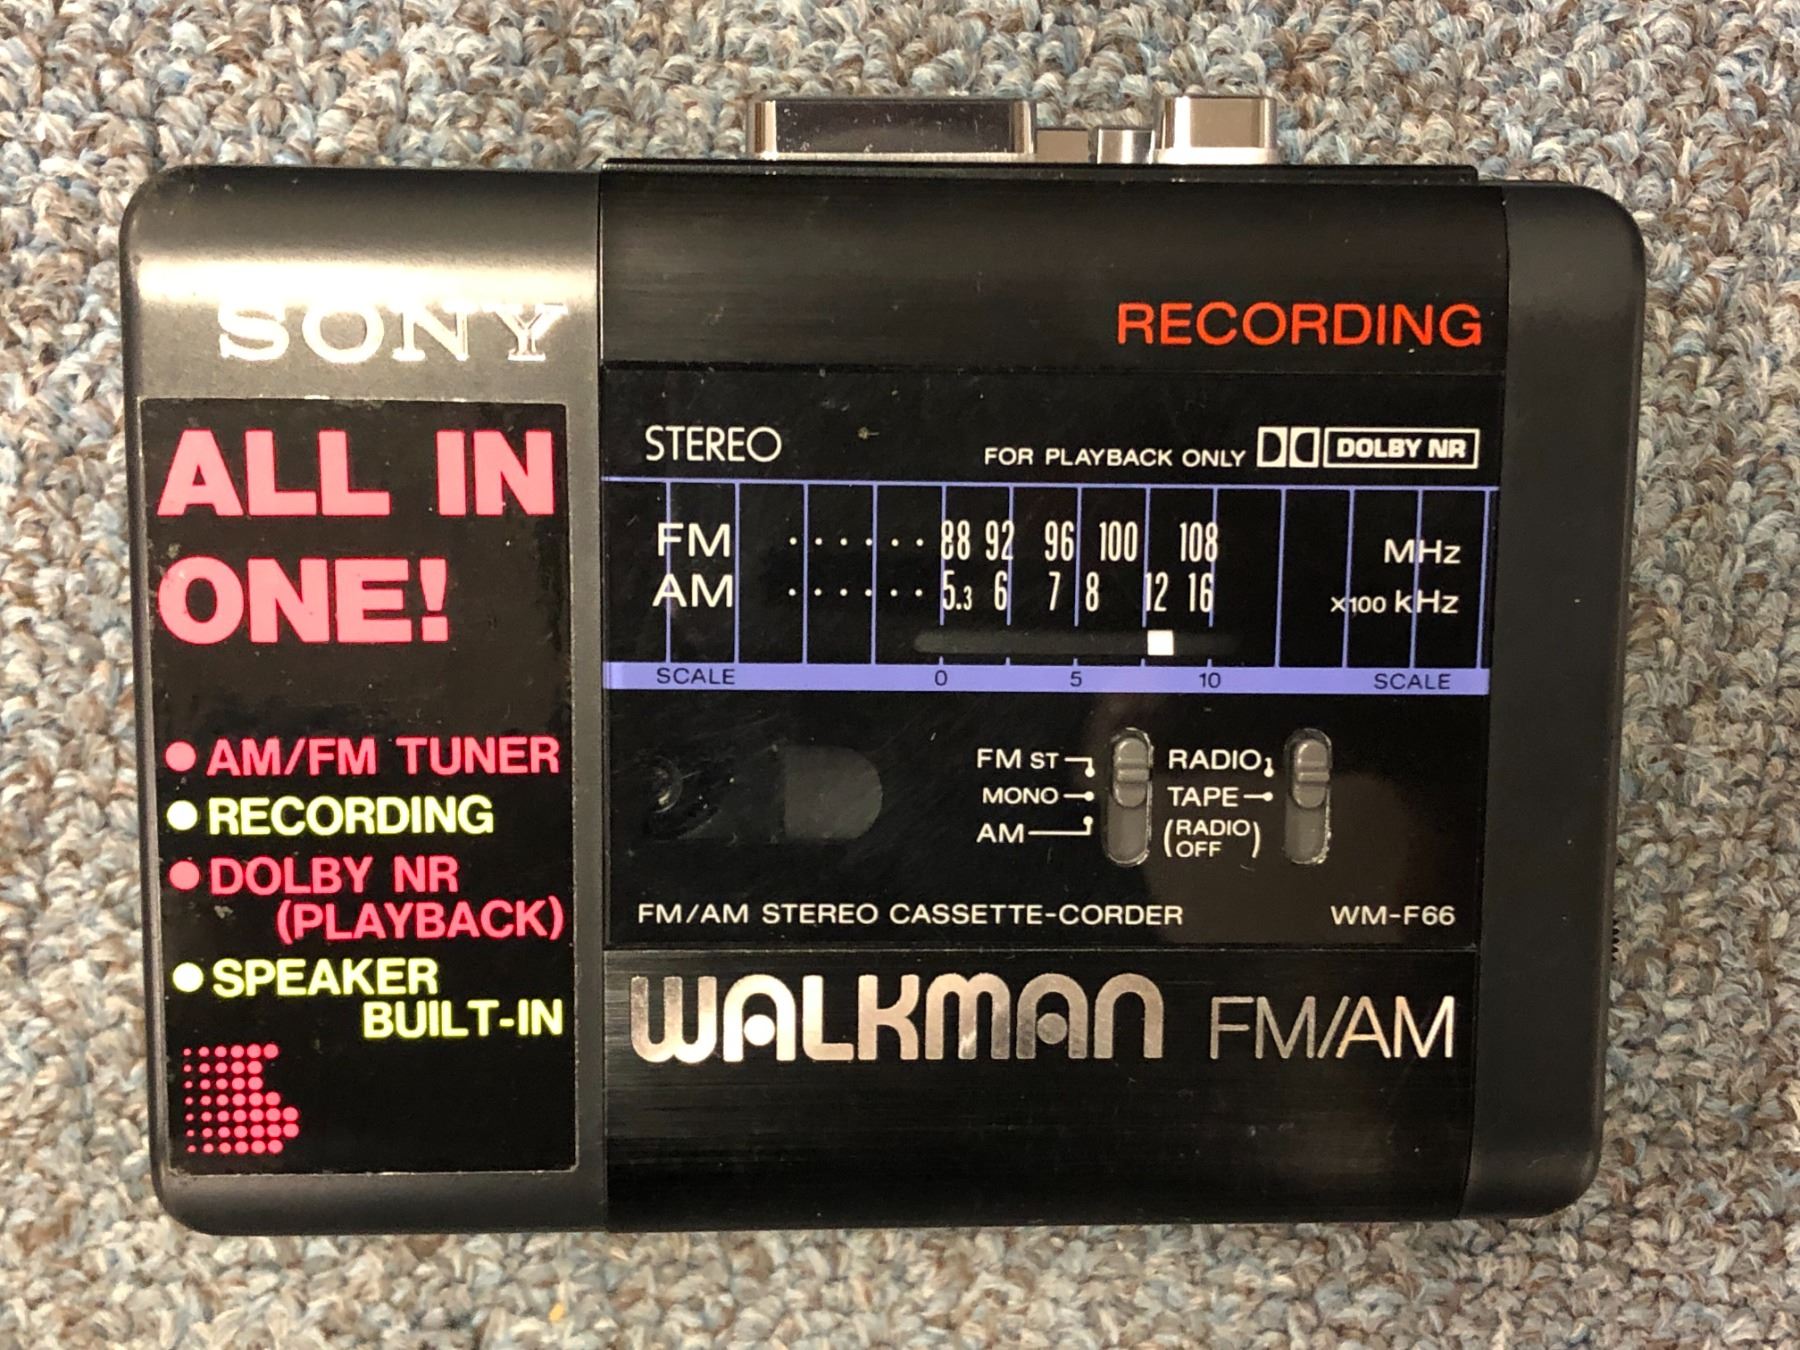 SONY
ALL IN
ONE!
● AM/FM TUNER
● RECORDING
● DOLBY NR
(PLAYBACK)
● SPEAKER
BUILT-IN
RECORDING
STEREO
FOR PLAYBACK ONLY DOLBY NR
FM · · · · · · 88 92 96 100 108 MHz
AM · · · · · · 5.3 6 7 8 12 16 x100 kHz
SCALE 0 5 10 SCALE
FM ST RADIO
MONO TAPE
AM (RADIO OFF)
FM/AM STEREO CASSETTE-CORDER WM-F66
WALKMAN FM/AM